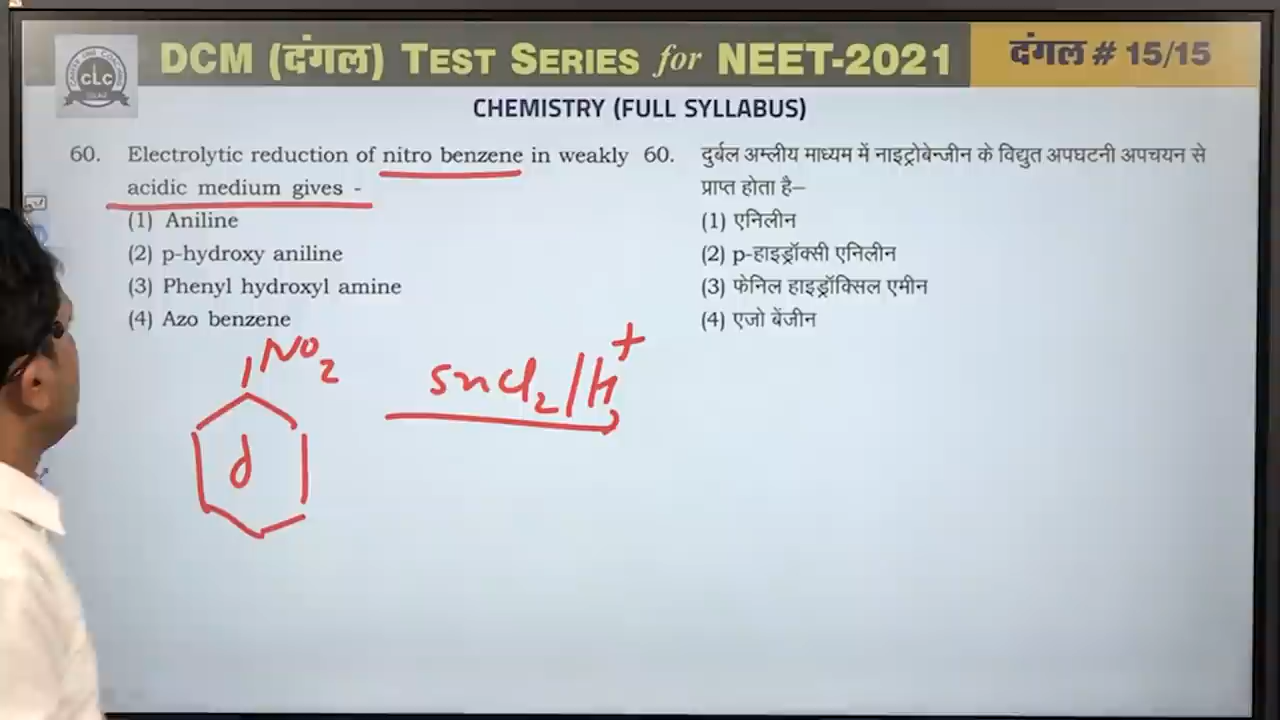 DCM (दंगल) TEST SERIES for NEET-2021
दंगल # 15/15
CLC
CHEMISTRY (FULL SYLLABUS)
60. Electrolytic reduction of nitro benzene in weakly
acidic medium gives -
(1) Aniline
(2) p-hydroxy aniline
(3) Phenyl hydroxyl amine
(4) Azo benzene
60. दुर्बल अम्लीय माध्यम में नाइट्रोबेन्जीन के विद्युत अपघटनी अपचयन से
प्राप्त होता है–
(1) एनिलीन
(2) p-हाइड्रॉक्सी एनिलीन
(3) फेनिल हाइड्रॉक्सिल एमीन
(4) एजो बेंजीन
NO2
SnCl2/H+